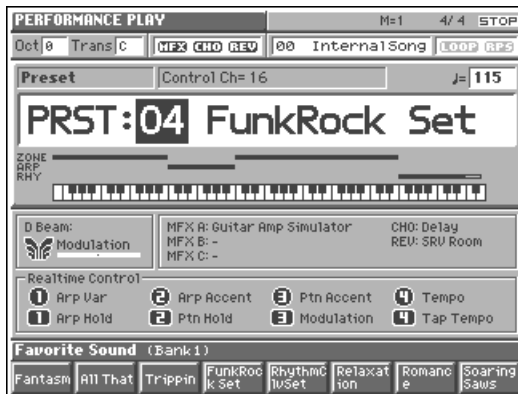 PERFORMANCE PLAY M=1 4/ 4 STOP
Oct 0 Trans C MFX CHO REV 00 InternalSong LOOP RPS
Preset Control Ch= 16 ♩= 115
PRST:04 FunkRock Set
ZONE
ARP
RHY
D Beam: MFX A: Guitar Amp Simulator CHO: Delay
Modulation MFX B: - REV: SRV Room
MFX C: -
Realtime Control
1 Arp Var 2 Arp Accent 3 Ptn Accent 4 Tempo
1 Arp Hold 2 Ptn Hold 3 Modulation 4 Tap Tempo
Favorite Sound (Bank1)
Fantasm All That Trippin FunkRoc RhythmC Relaxat Romanc Soaring
k Set lvSet ion e Saws